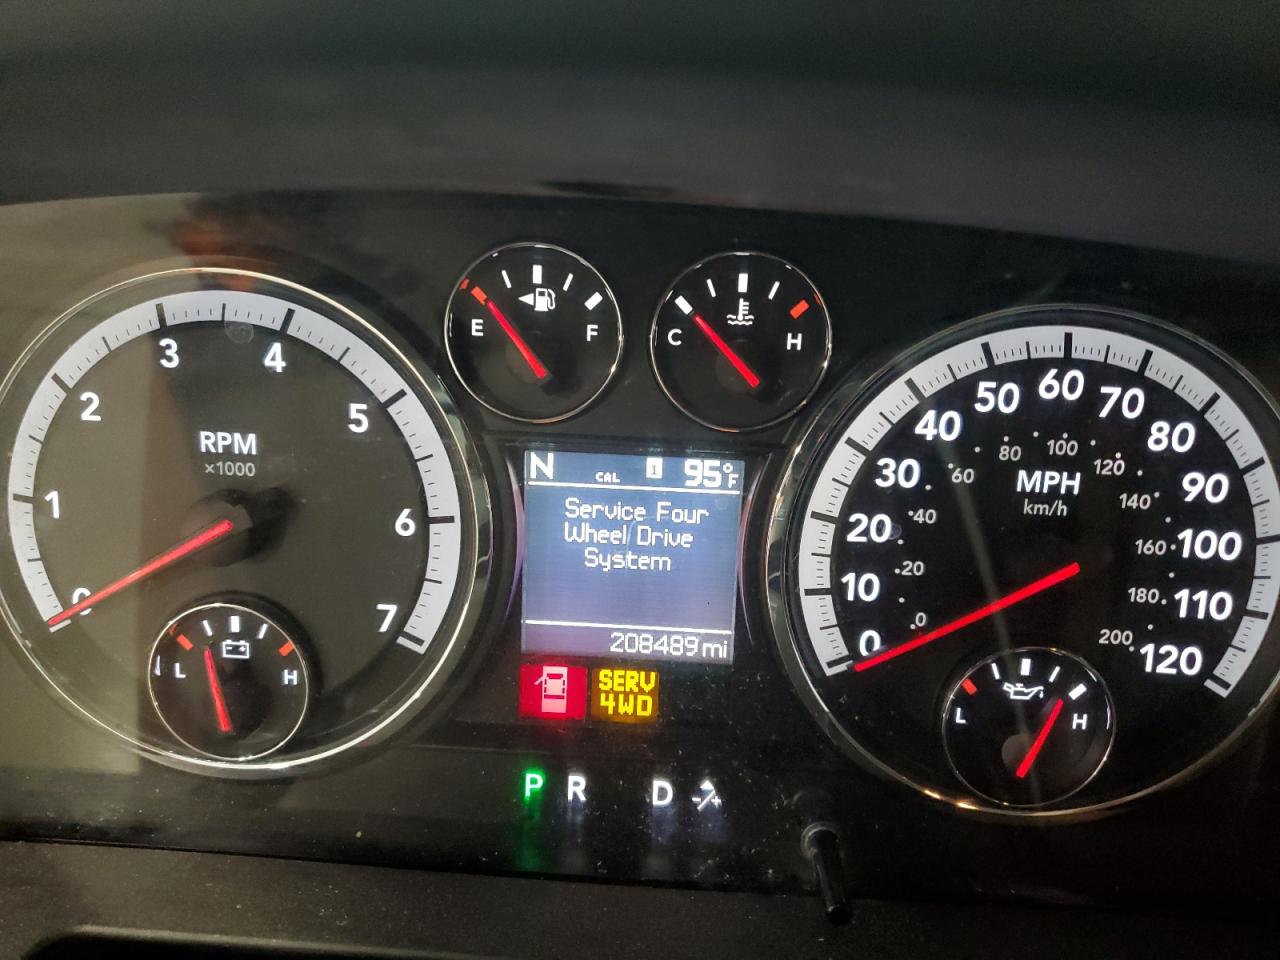 E
F
C
H
3
4
2
5
1
6
0
7
RPM
x1000
L
H
N
CAL
1
95°F
Service Four
Wheel Drive
System
208489 mi
SERV
4WD
P R D -/+
50
60
70
40
80
30
90
20
100
10
110
0
120
80
100
120
60
140
40
160
20
180
0
200
MPH
km/h
L
H